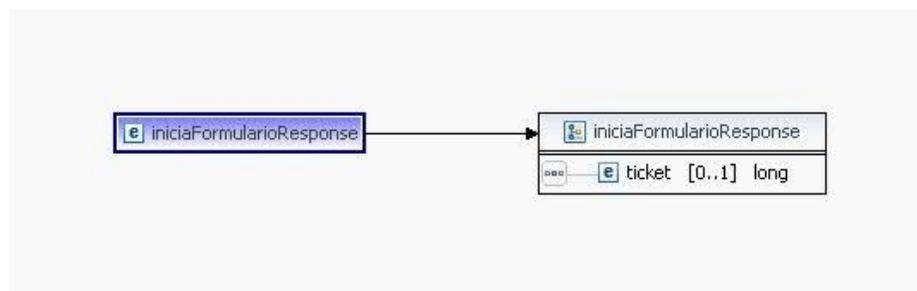 e iniciaFormularioResponse
iniciaFormularioResponse
e ticket [0..1] long